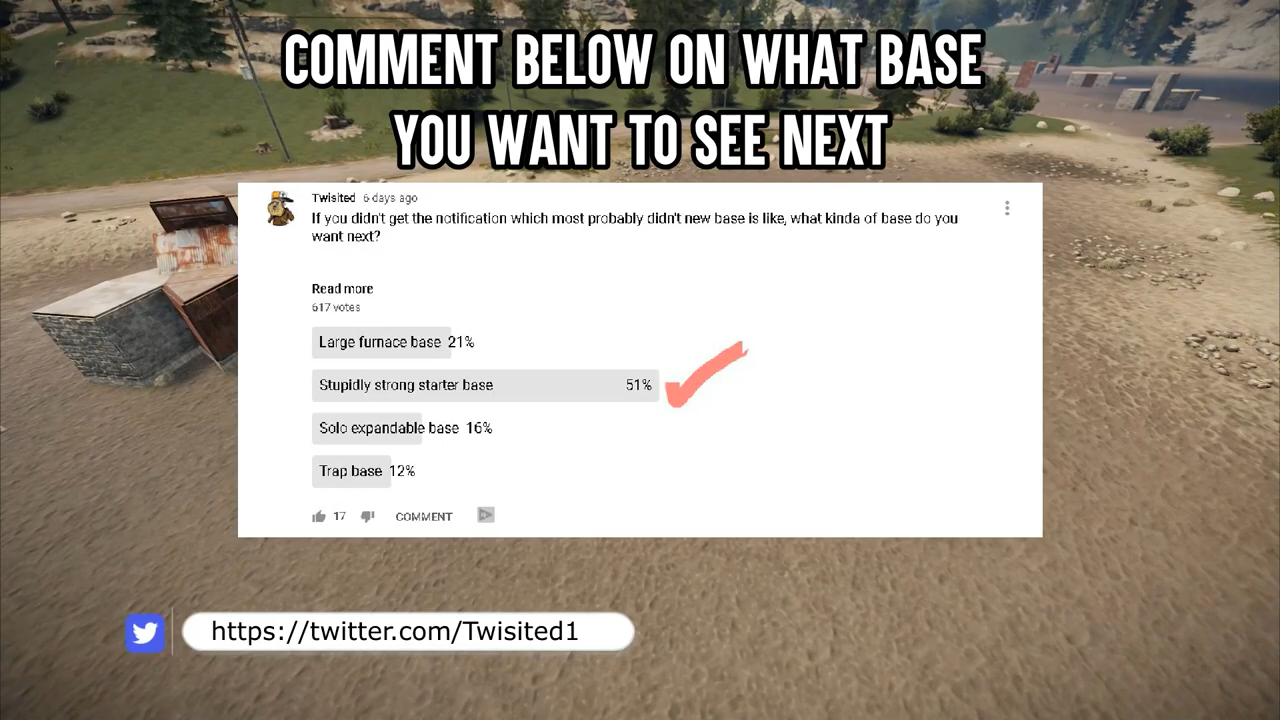 COMMENT BELOW ON WHAT BASE
YOU WANT TO SEE NEXT
Twisited 6 days ago
If you didn't get the notification which most probably didn't new base is like, what kinda of base do you
want next?
Read more
617 votes
Large furnace base 21%
Stupidly strong starter base 51%
Solo expandable base 16%
Trap base 12%
17 COMMENT
https://twitter.com/Twisited1